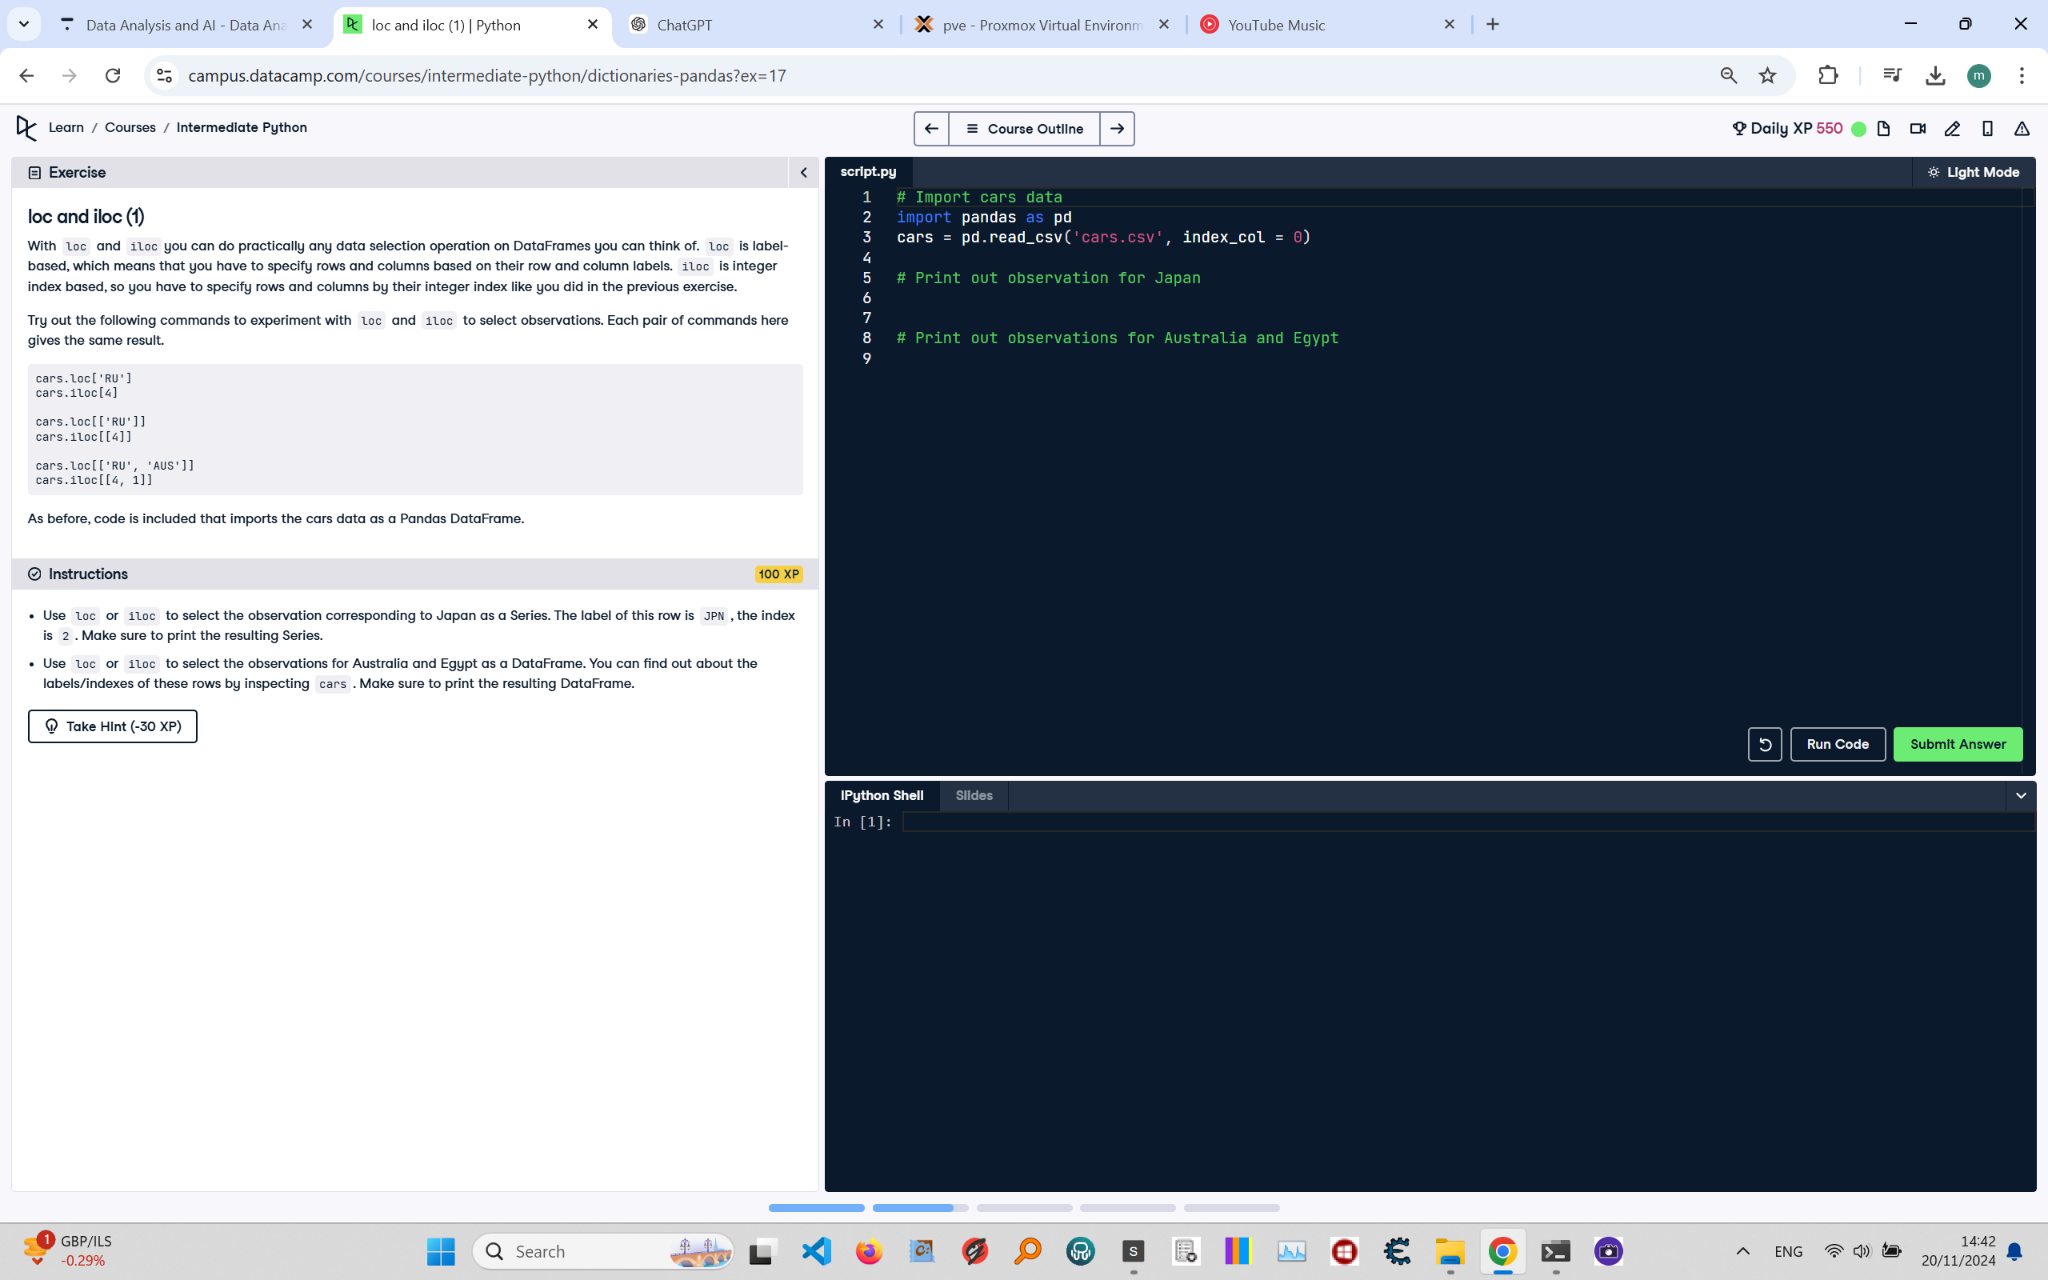 Data Analysis and AI - Data Ana
loc and iloc (1) | Python
ChatGPT
pve - Proxmox Virtual Environm
YouTube Music
campus.datacamp.com/courses/intermediate-python/dictionaries-pandas?ex=17
m
Learn / Courses / Intermediate Python
Course Outline
Daily XP 550
Exercise
loc and iloc (1)
With loc and iloc you can do practically any data selection operation on DataFrames you can think of. loc is label-
based, which means that you have to specify rows and columns based on their row and column labels. iloc is integer
index based, so you have to specify rows and columns by their integer index like you did in the previous exercise.
Try out the following commands to experiment with loc and iloc to select observations. Each pair of commands here
gives the same result.
cars.loc['RU']
cars.iloc[4]
cars.loc[['RU']]
cars.iloc[[4]]
cars.loc[['RU', 'AUS']]
cars.iloc[[4, 1]]
As before, code is included that imports the cars data as a Pandas DataFrame.
Instructions
100 XP
• Use loc or iloc to select the observation corresponding to Japan as a Series. The label of this row is JPN , the index
is 2 . Make sure to print the resulting Series.
• Use loc or iloc to select the observations for Australia and Egypt as a DataFrame. You can find out about the
labels/indexes of these rows by inspecting cars . Make sure to print the resulting DataFrame.
Take Hint (-30 XP)
script.py
Light Mode
1 # Import cars data
2 import pandas as pd
3 cars = pd.read_csv('cars.csv', index_col = 0)
4
5 # Print out observation for Japan
6
7
8 # Print out observations for Australia and Egypt
9
Run Code
Submit Answer
IPython Shell
Slides
In [1]:
1
GBP/ILS
-0.29%
Search
S
ENG
14:42
20/11/2024